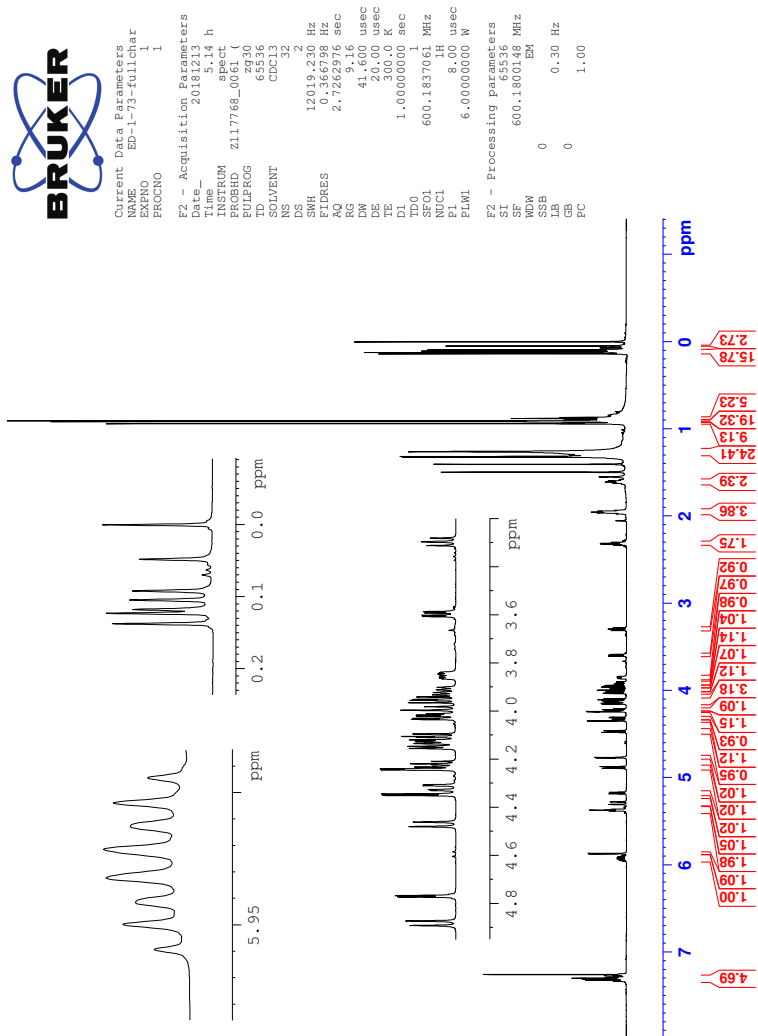 BRUKER
Current Data Parameters
NAME ED-1-73-fullchar
EXPNO 1
PROCNO 1
F2 - Acquisition Parameters
Date_ 20181213
Time 5.14 h
INSTRUM spect
PROBHD Z117768_0061 (
PULPROG zg30
TD 65536
SOLVENT CDCl3
NS 32
DS 2
SWH 12019.230 Hz
FIDRES 0.366798 Hz
AQ 2.7262976 sec
RG 9.16
DW 41.600 usec
DE 20.00 usec
TE 300.0 K
D1 1.00000000 sec
TD0 1
SFO1 600.1837061 MHz
NUC1 1H
P1 8.00 usec
PLW1 6.00000000 W
F2 - Processing parameters
SI 65536
SF 600.1800148 MHz
WDW EM
SSB 0
LB 0.30 Hz
GB 0
PC 1.00
5.95 ppm
0.2 0.1 0.0 ppm
4.8 4.6 4.4 4.2 4.0 3.8 3.6 ppm
7 6 5 4 3 2 1 0 ppm
4.69
1.00
1.09
1.98
1.05
1.02
1.02
1.02
0.95
1.12
0.93
1.15
1.09
3.18
1.12
1.07
1.14
1.04
0.98
0.97
0.92
1.75
3.86
2.39
24.41
9.13
19.32
5.23
15.78
2.73